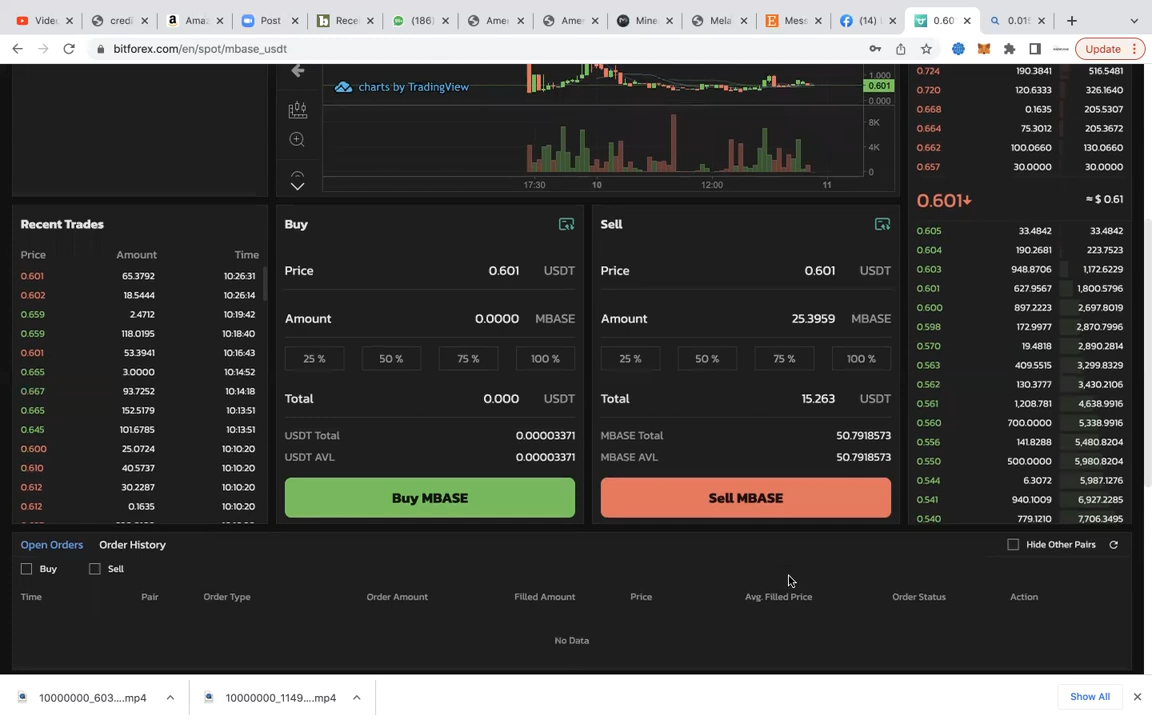 Video credi Ama: Post Rece (186) Amer Amer Mine Mela Mess (14) 0.60 0.01
bitforex.com/en/spot/mbase_usdt Update
charts by TradingView
1.000
0.601
0.000
8K
4K
0
17:30 10 12:00 11
0.724 190.3841 516.5481
0.720 120.6333 326.1640
0.668 0.1635 205.5307
0.664 75.3012 205.3672
0.662 100.0660 130.0660
0.657 30.0000 30.0000
0.601↓ ≈ $ 0.61
0.605 33.4842 33.4842
0.604 190.2681 223.7523
0.603 948.8706 1,172.6229
0.601 627.9567 1,800.5796
0.600 897.2223 2,697.8019
0.598 172.9977 2,870.7996
0.570 19.4818 2,890.2814
0.563 409.5515 3,299.8329
0.562 130.3777 3,430.2106
0.561 1,208.781 4,638.9916
0.560 700.0000 5,338.9916
0.556 141.8288 5,480.8204
0.550 500.0000 5,980.8204
0.544 6.3072 5,987.1276
0.541 940.1009 6,927.2285
0.540 779.1210 7,706.3495
Recent Trades
Price Amount Time
0.601 65.3792 10:26:31
0.602 18.5444 10:26:14
0.659 2.4712 10:19:42
0.659 118.0195 10:18:40
0.601 53.3941 10:16:43
0.665 3.0000 10:14:52
0.667 93.7252 10:14:18
0.665 152.5179 10:13:51
0.645 101.6785 10:13:51
0.600 25.0724 10:10:20
0.610 40.5737 10:10:20
0.612 30.2287 10:10:20
0.612 0.1635 10:10:20
Buy
Price 0.601 USDT
Amount 0.0000 MBASE
25 % 50 % 75 % 100 %
Total 0.000 USDT
USDT Total 0.00003371
USDT AVL 0.00003371
Buy MBASE
Sell
Price 0.601 USDT
Amount 25.3959 MBASE
25 % 50 % 75 % 100 %
Total 15.263 USDT
MBASE Total 50.7918573
MBASE AVL 50.7918573
Sell MBASE
Open Orders Order History Hide Other Pairs
Buy Sell
Time Pair Order Type Order Amount Filled Amount Price Avg. Filled Price Order Status Action
No Data
10000000_603....mp4 10000000_1149....mp4 Show All